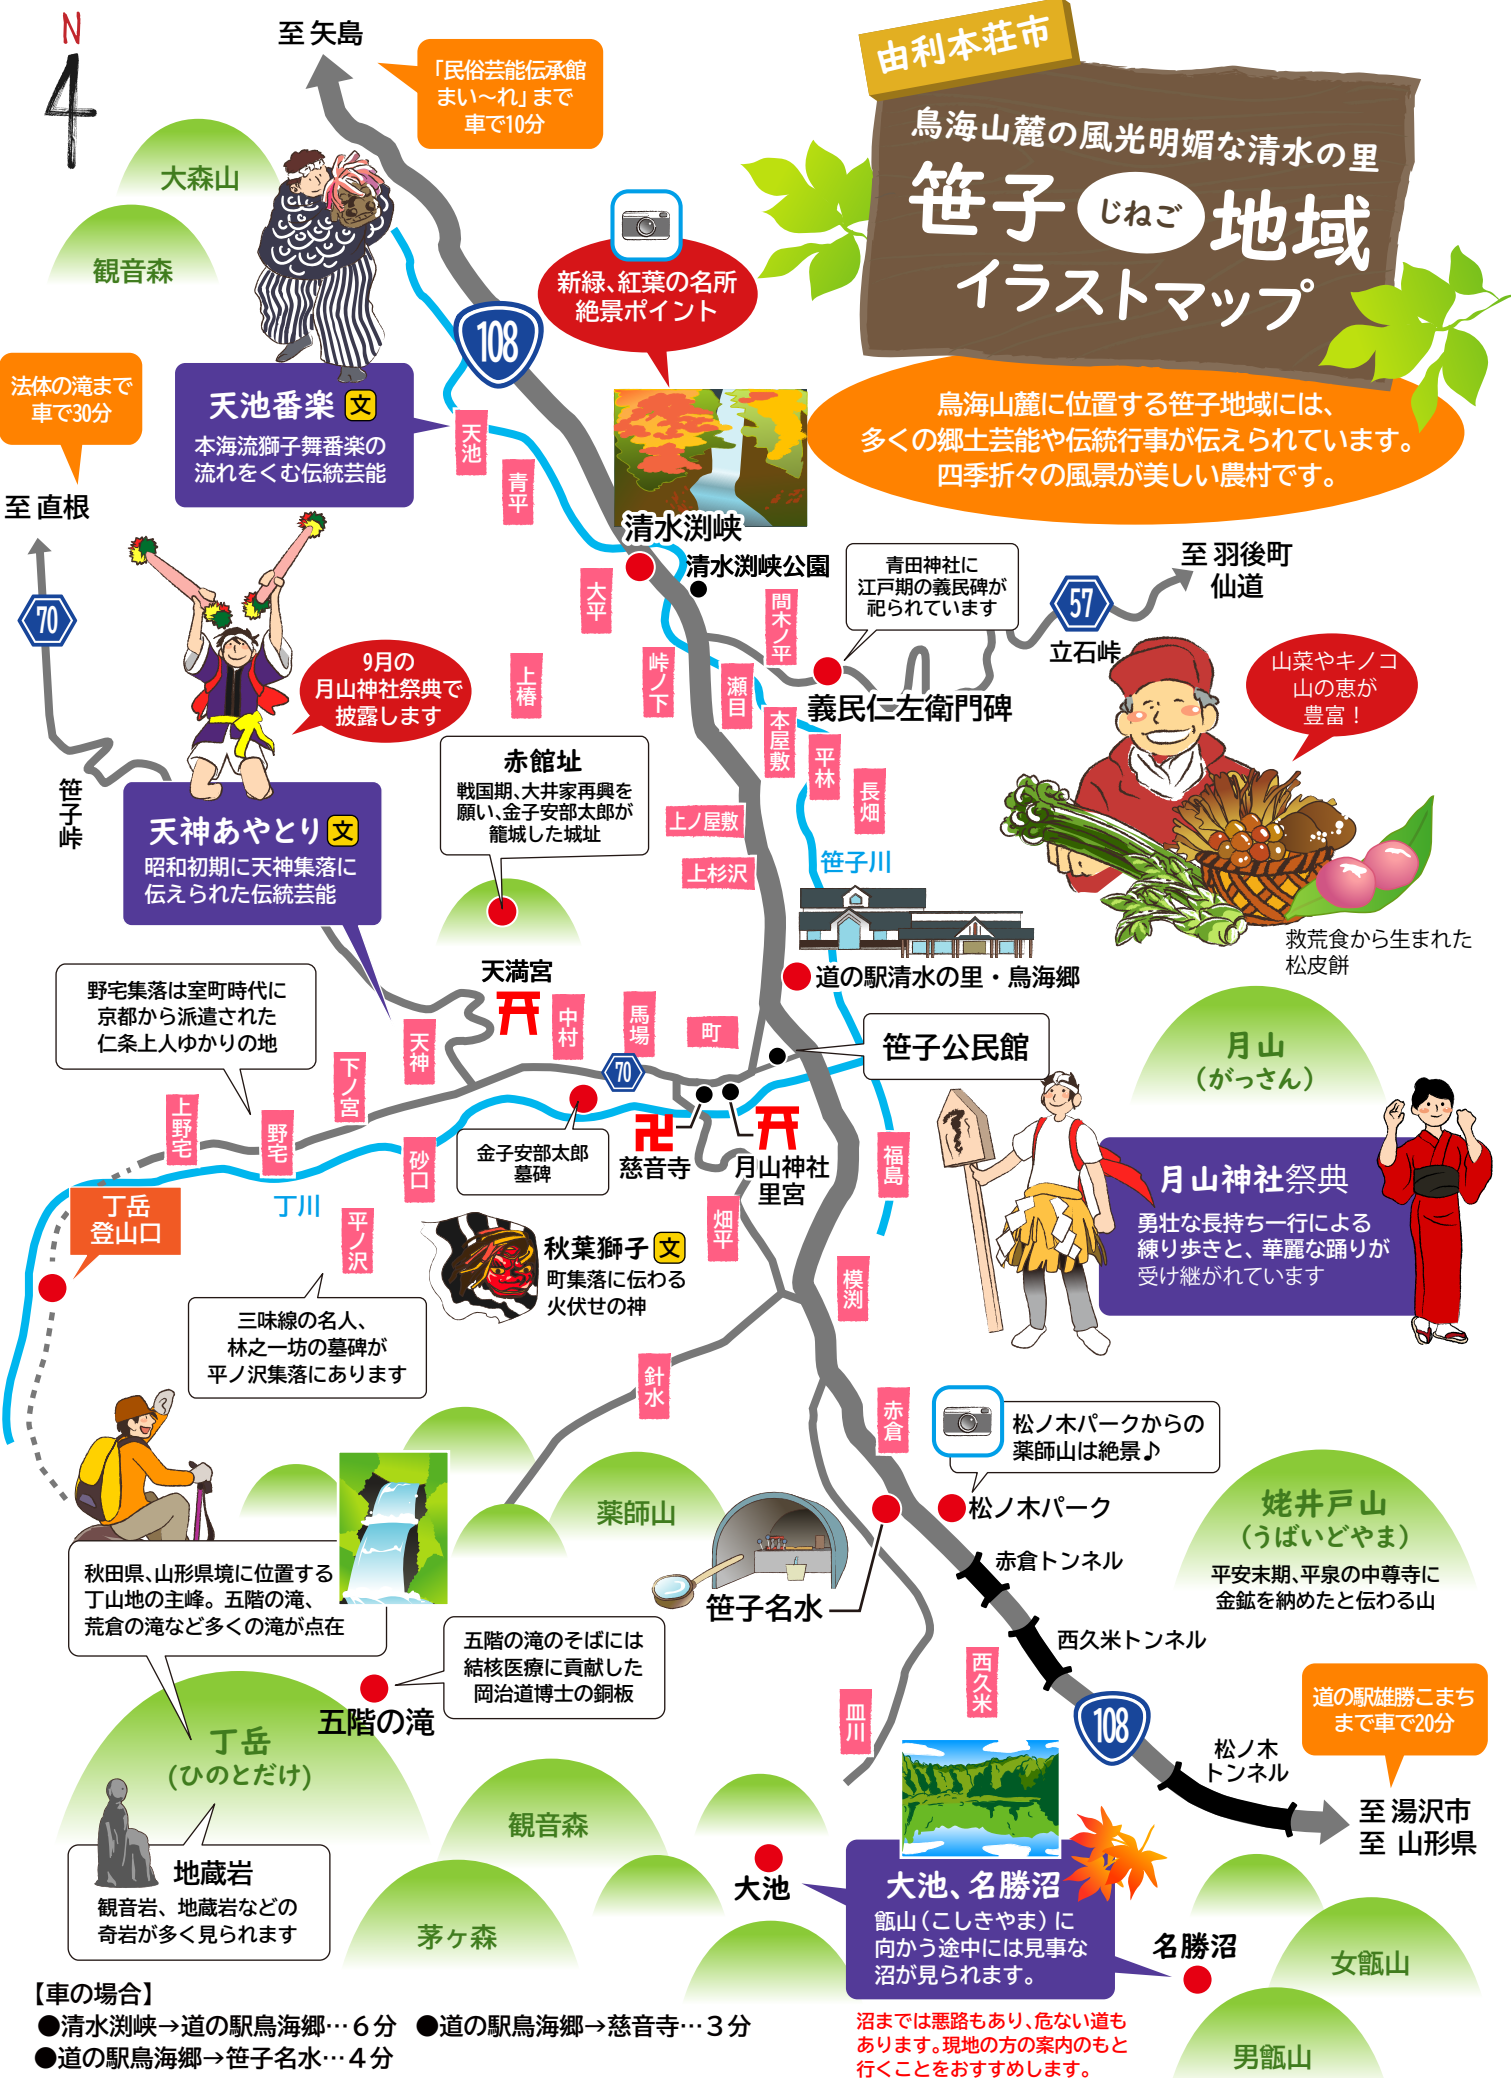 N
4
至 矢島
「民俗芸能伝承館
まい〜れ」まで
車で10分
由利本荘市
鳥海山麓の風光明媚な清水の里
笹子
じねご
地域
イラストマップ
鳥海山麓に位置する笹子地域には、
多くの郷土芸能や伝統行事が伝えられています。
四季折々の風景が美しい農村です。
大森山
観音森
新緑、紅葉の名所
絶景ポイント
108
法体の滝まで
車で30分
至 直根
70
笹子峠
天池番楽 文
本海流獅子舞番楽の
流れをくむ伝統芸能
天池
青平
清水渕峡
清水渕峡公園
大平
間木ノ平
青田神社に
江戸期の義民碑が
祀られています
至 羽後町
仙道
57
立石峠
義民仁左衛門碑
山菜やキノコ
山の恵が
豊富！
9月の
月山神社祭典で
披露します
上椿
峠ノ下
瀬目
本屋敷
平林
長畑
赤館址
戦国期、大井家再興を
願い、金子安部太郎が
籠城した城址
上ノ屋敷
上杉沢
笹子川
天神あやとり 文
昭和初期に天神集落に
伝えられた伝統芸能
救荒食から生まれた
松皮餅
道の駅清水の里・鳥海郷
天満宮
野宅集落は室町時代に
京都から派遣された
仁条上人ゆかりの地
中村
馬場
町
天神
下ノ宮
上野宅
野宅
70
笹子公民館
月山
（がっさん）
砂口
金子安部太郎
墓碑
慈音寺
月山神社
里宮
福島
丁岳
登山口
丁川
平ノ沢
畑平
秋葉獅子 文
町集落に伝わる
火伏せの神
模渕
月山神社祭典
勇壮な長持ち一行による
練り歩きと、華麗な踊りが
受け継がれています
三味線の名人、
林之一坊の墓碑が
平ノ沢集落にあります
針水
赤倉
松ノ木パークからの
薬師山は絶景♪
松ノ木パーク
薬師山
姥井戸山
（うばいどやま）
平安末期、平泉の中尊寺に
金鉱を納めたと伝わる山
赤倉トンネル
笹子名水
西久米トンネル
秋田県、山形県境に位置する
丁山地の主峰。五階の滝、
荒倉の滝など多くの滝が点在
五階の滝のそばには
結核医療に貢献した
岡治道博士の銅板
五階の滝
西久米
皿川
108
道の駅雄勝こまち
まで車で20分
松ノ木
トンネル
至 湯沢市
至 山形県
丁岳
（ひのとだけ）
観音森
地蔵岩
観音岩、地蔵岩などの
奇岩が多く見られます
茅ヶ森
大池
大池、名勝沼
甑山（こしきやま）に
向かう途中には見事な
沼が見られます。
名勝沼
女甑山
男甑山
沼までは悪路もあり、危ない道も
あります。現地の方の案内のもと
行くことをおすすめします。
【車の場合】
●清水渕峡→道の駅鳥海郷…６分 ●道の駅鳥海郷→慈音寺…３分
●道の駅鳥海郷→笹子名水…４分